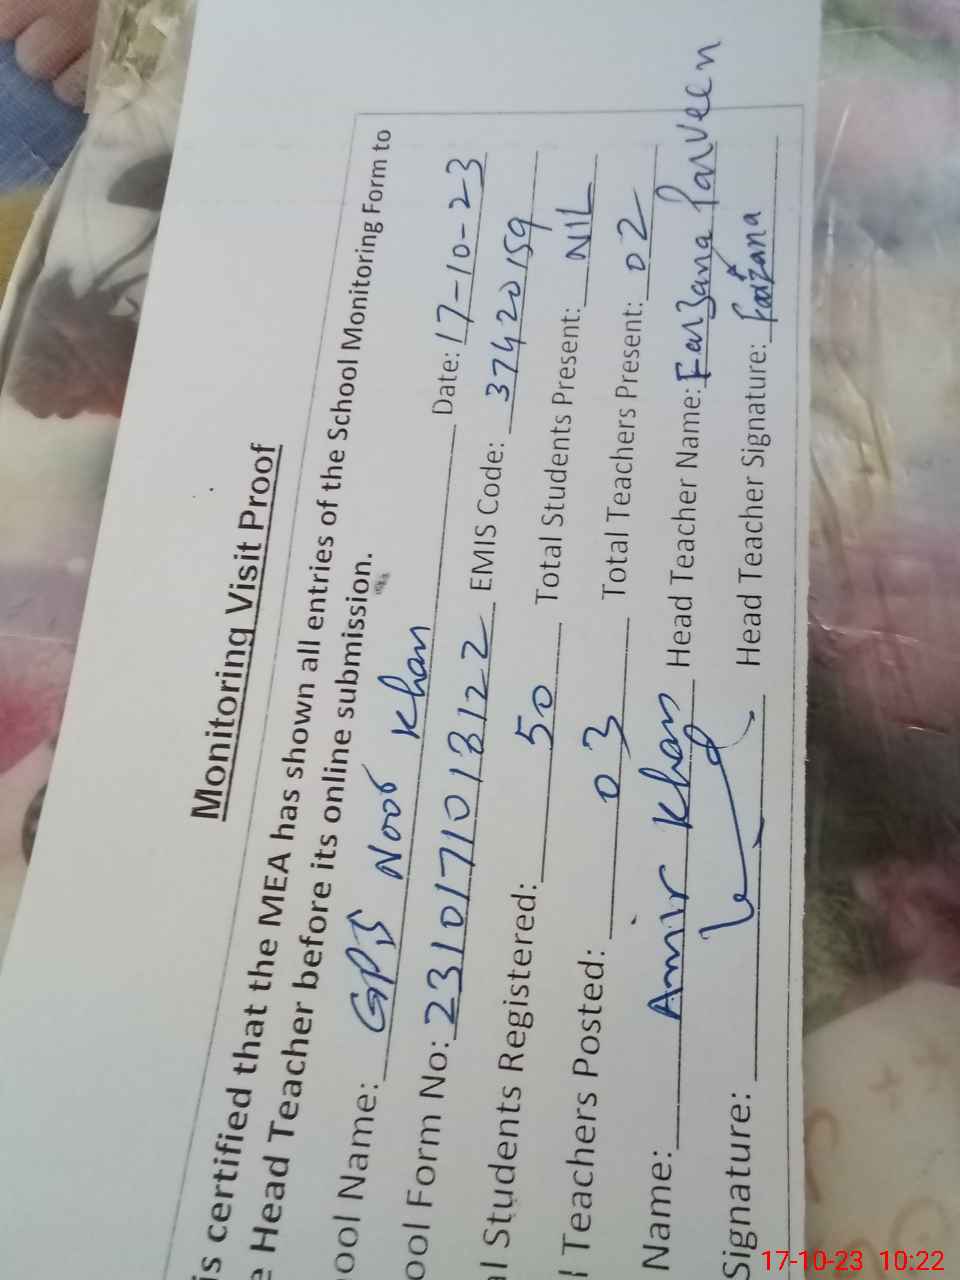 Monitoring Visit Proof
is certified that the MEA has shown all entries of the School Monitoring Form to
e Head Teacher before its online submission.
ool Name: GPS Noor Khan Date: 17-10-23
ool Form No: 2310171018122 EMIS Code: 37420159
l Students Registered: 50 Total Students Present: NIL
l Teachers Posted: 03 Total Teachers Present: 02
Name: Amir Khan Head Teacher Name: Farzana Parveen
Signature: Head Teacher Signature: farzana
17-10-23 10:22